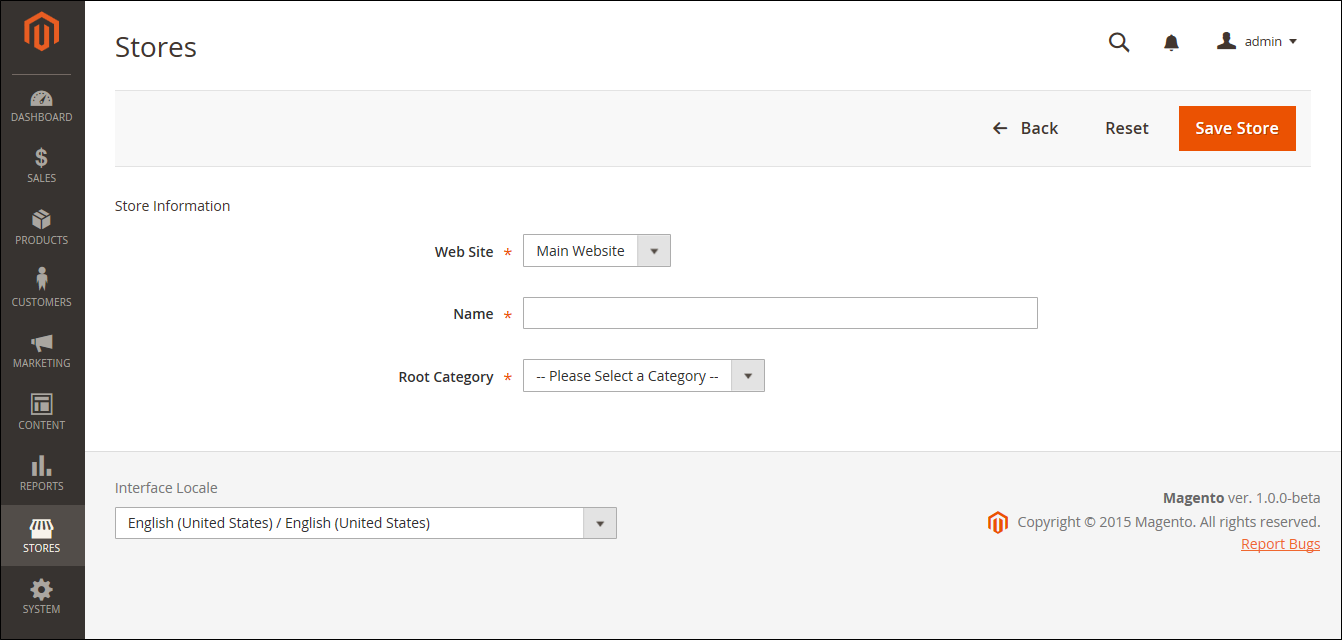 Stores
admin
DASHBOARD
SALES
PRODUCTS
CUSTOMERS
MARKETING
CONTENT
REPORTS
STORES
SYSTEM
Back Reset Save Store
Store Information
Web Site * Main Website
Name *
Root Category * -- Please Select a Category --
Interface Locale
English (United States) / English (United States)
Magento ver. 1.0.0-beta
Copyright © 2015 Magento. All rights reserved.
Report Bugs